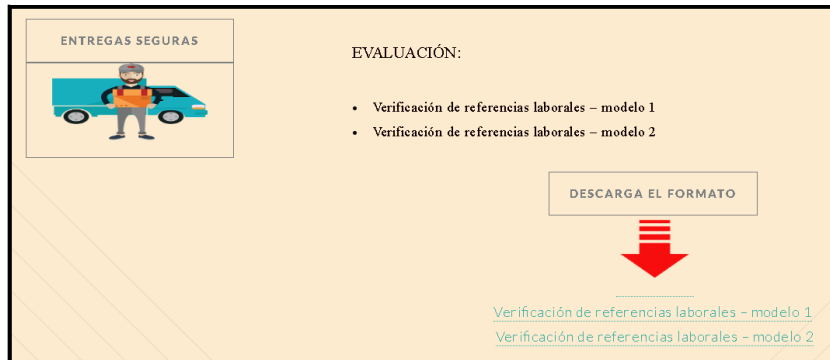 ENTREGAS SEGURAS
EVALUACIÓN:
• Verificación de referencias laborales – modelo 1
• Verificación de referencias laborales – modelo 2
DESCARGA EL FORMATO
Verificación de referencias laborales – modelo 1
Verificación de referencias laborales – modelo 2